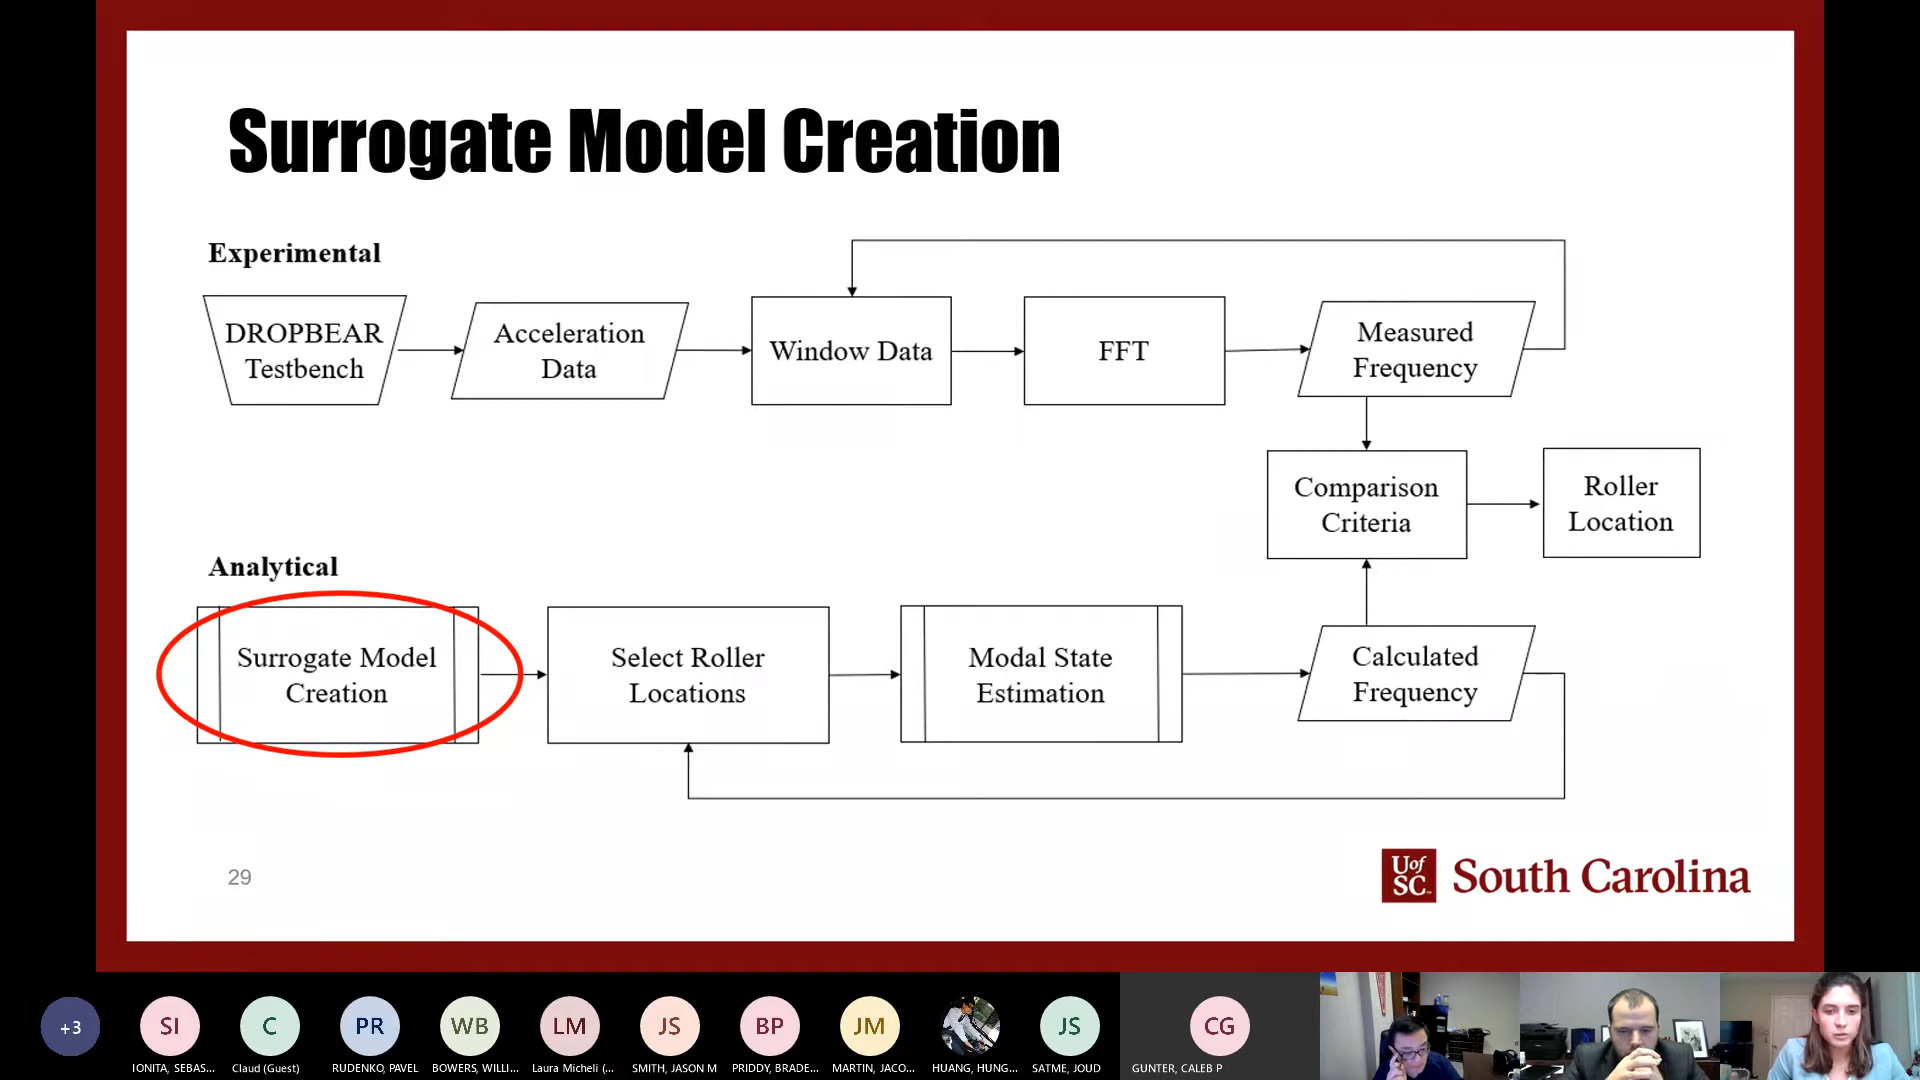 Surrogate Model Creation
Experimental
DROPBEAR
Testbench
Acceleration
Data
Window Data
FFT
Measured
Frequency
Comparison
Criteria
Roller
Location
Analytical
Surrogate Model
Creation
Select Roller
Locations
Modal State
Estimation
Calculated
Frequency
29
Uof
SC
South Carolina
+3
SI
C
PR
WB
LM
JS
BP
JM
JS
CG
IONITA, SEBAS...
Claud (Guest)
RUDENKO, PAVEL
BOWERS, WILLI...
Laura Micheli (...
SMITH, JASON M
PRIDDY, BRADE...
MARTIN, JACO...
HUANG, HUNG...
SATME, JOUD
GUNTER, CALEB P